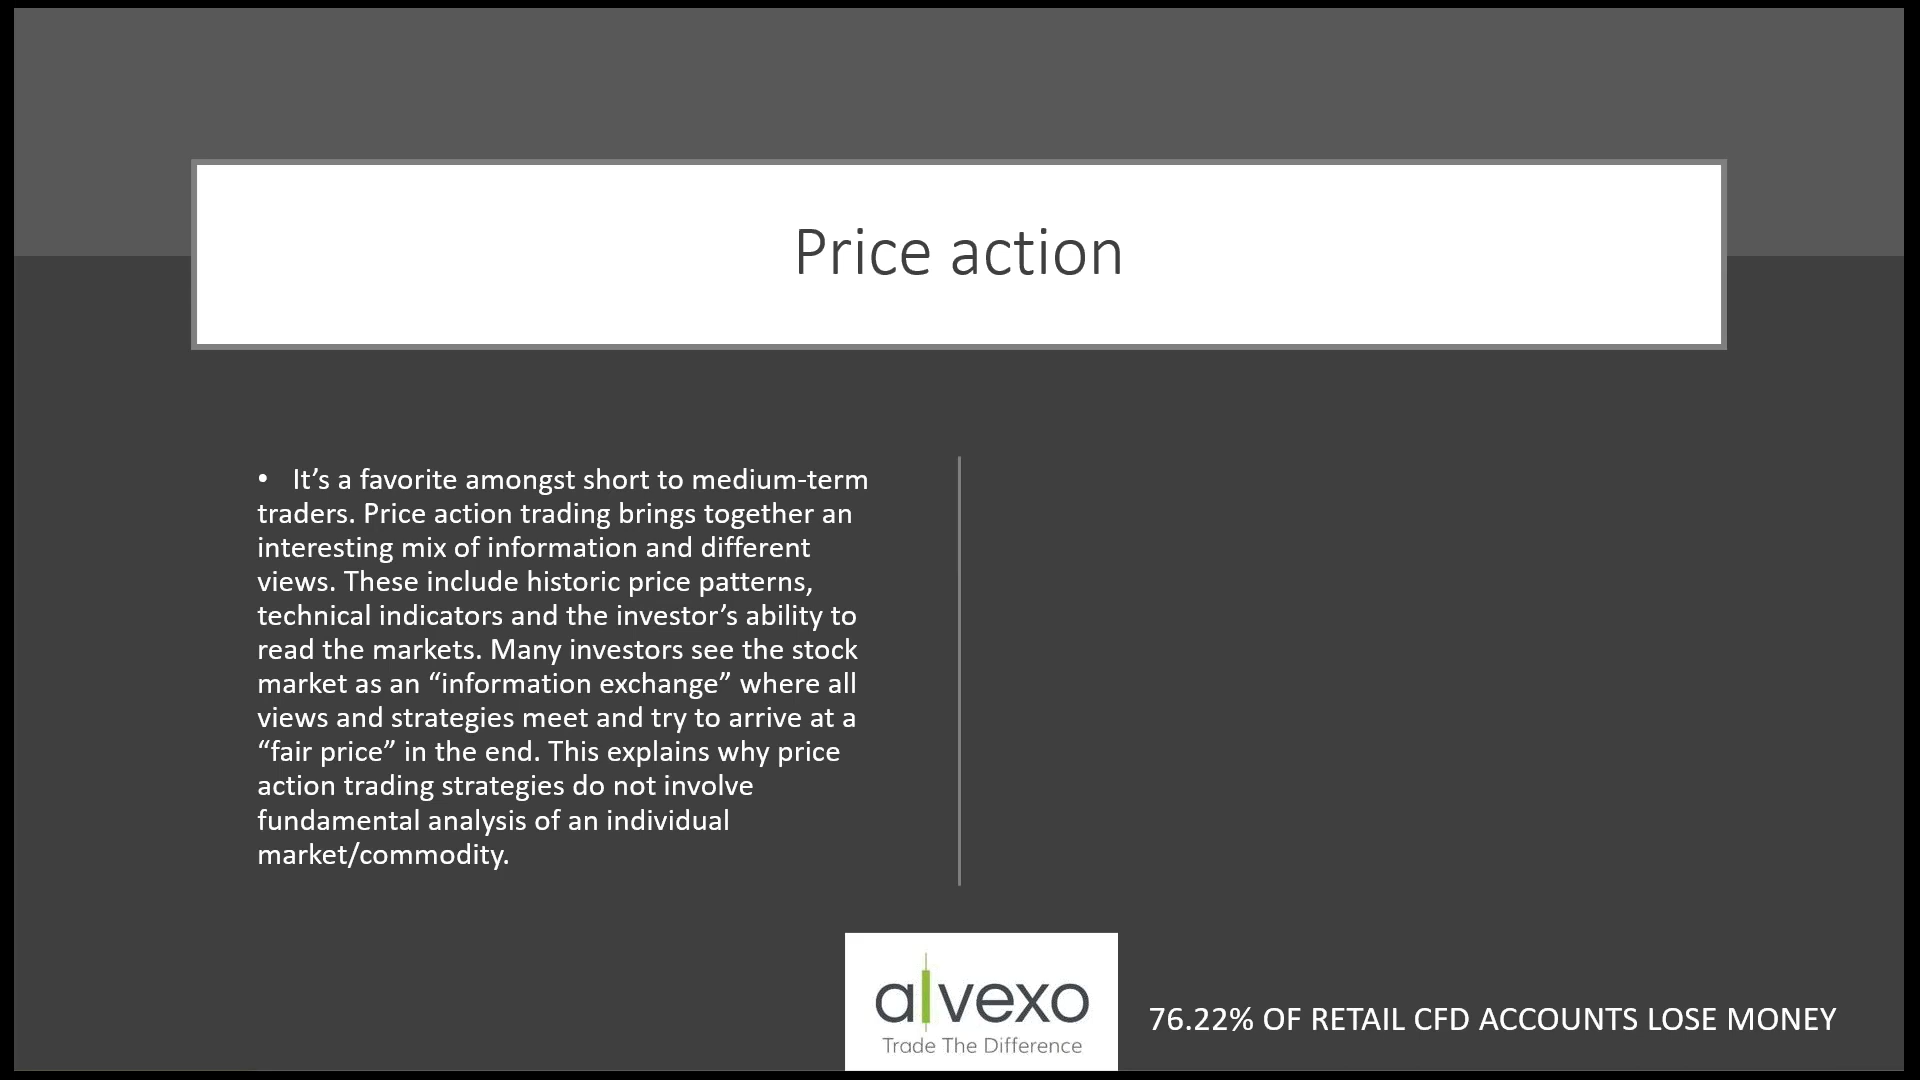 Price action
• It’s a favorite amongst short to medium-term
traders. Price action trading brings together an
interesting mix of information and different
views. These include historic price patterns,
technical indicators and the investor’s ability to
read the markets. Many investors see the stock
market as an “information exchange” where all
views and strategies meet and try to arrive at a
“fair price” in the end. This explains why price
action trading strategies do not involve
fundamental analysis of an individual
market/commodity.
alvexo
Trade The Difference
76.22% OF RETAIL CFD ACCOUNTS LOSE MONEY